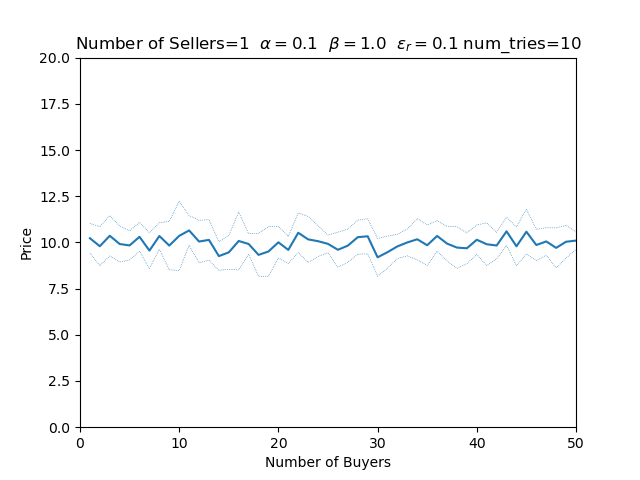 Number of Sellers=1 α = 0.1 β = 1.0 εᵣ = 0.1 num_tries=10
20.0
17.5
15.0
12.5
10.0
7.5
5.0
2.5
0.0
Price
0 10 20 30 40 50
Number of Buyers